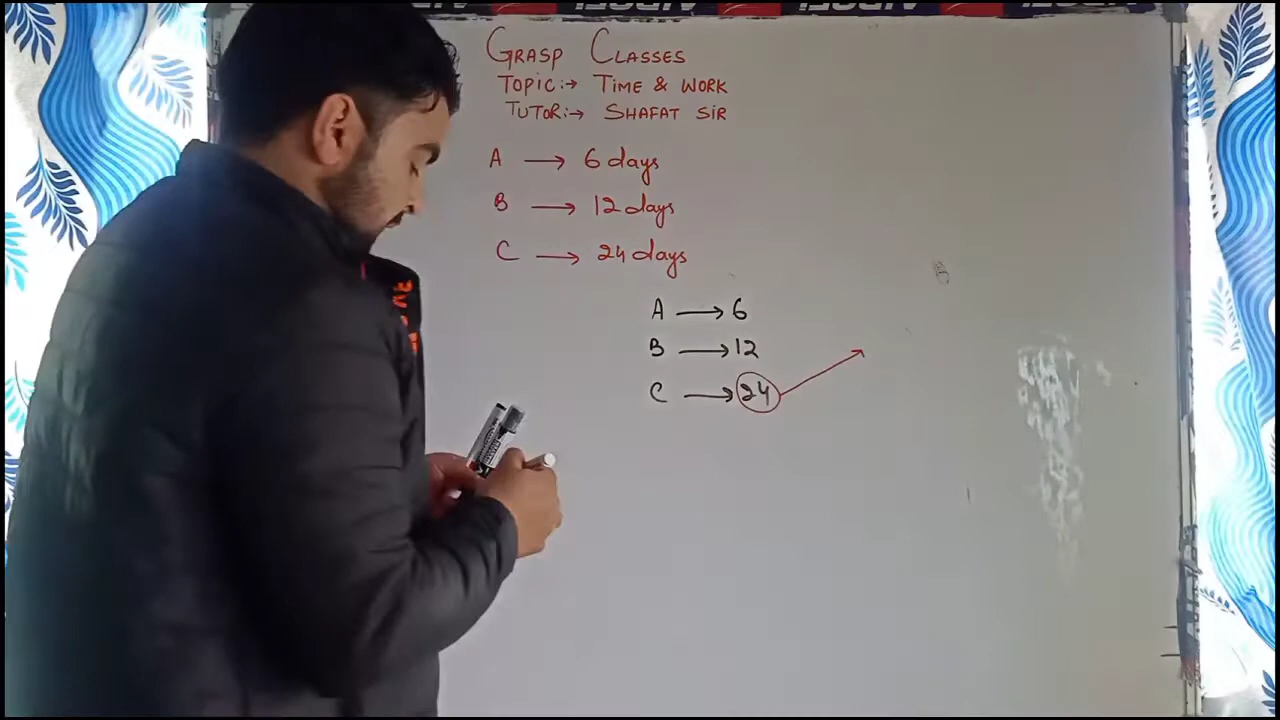 GRASP CLASSES
TOPIC:→ TIME & WORK
TUTOR:→ SHAFAT SIR
A → 6 days
B → 12 days
C → 24 days
A → 6
B → 12
C → 24